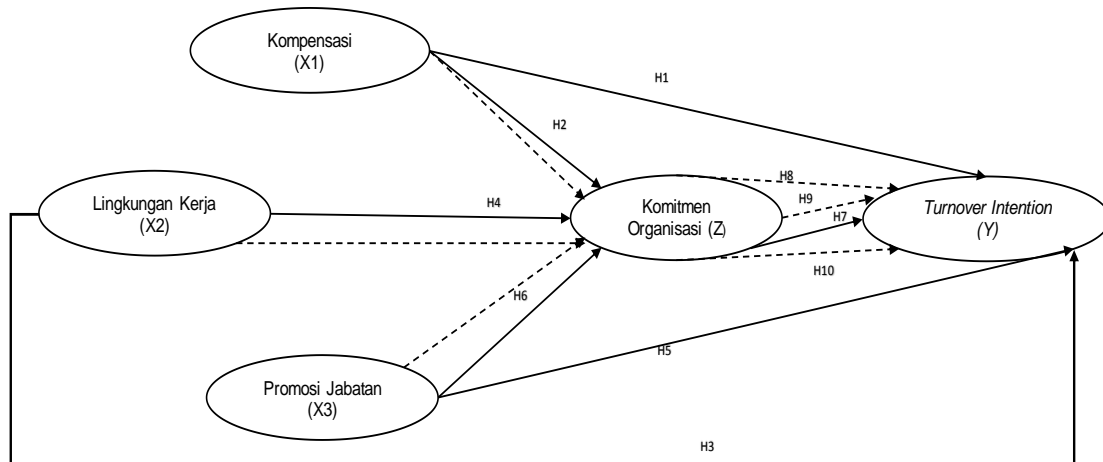 Kompensasi
(X1)
H1
H2
H8
Lingkungan Kerja
(X2)
H4
Komitmen
Organisasi (Z)
H9
H7
Turnover Intention
(Y)
H10
H6
H5
Promosi Jabatan
(X3)
H3